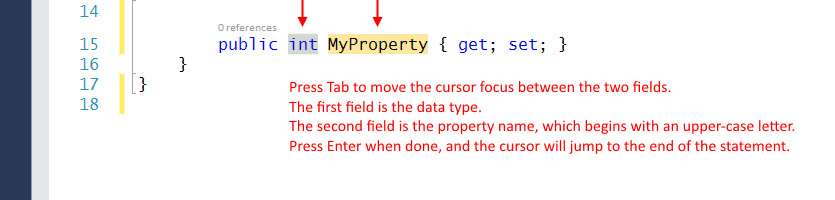 14
0 references
15 public int MyProperty { get; set; }
16 }
17 }
18
Press Tab to move the cursor focus between the two fields.
The first field is the data type.
The second field is the property name, which begins with an upper-case letter.
Press Enter when done, and the cursor will jump to the end of the statement.